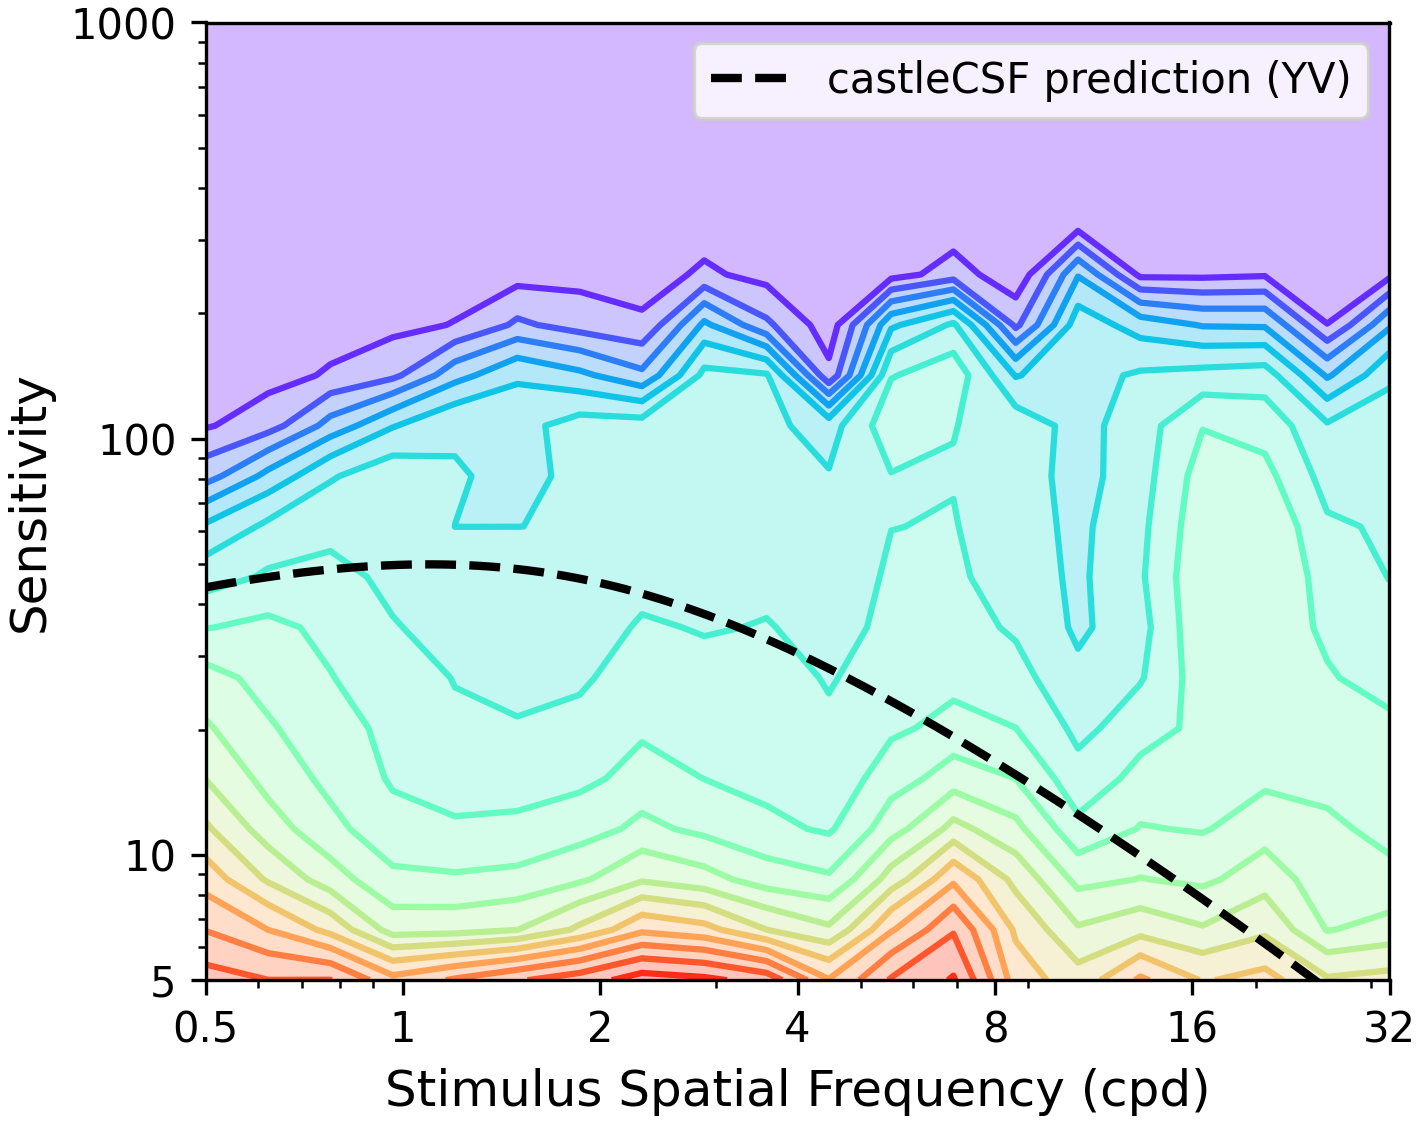 1000
castleCSF prediction (YV)
100
Sensitivity
10
5
0.5 1 2 4 8 16 32
Stimulus Spatial Frequency (cpd)